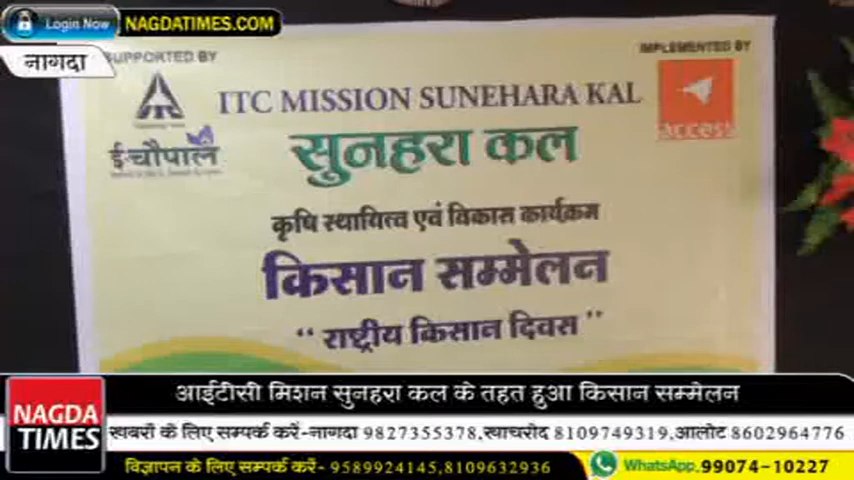 Login Now NAGDATIMES.COM
नागदा
SUPPORTED BY
IMPLEMENTED BY
ITC MISSION SUNEHARA KAL
access
ई-चौपाल
सुनहरा कल
कृषि स्थायित्व एवं विकास कार्यक्रम
किसान सम्मेलन
“ राष्ट्रीय किसान दिवस ”
आईटीसी मिशन सुनहरा कल के तहत हुआ किसान सम्मेलन
NAGDA
TIMES
खबरों के लिए सम्पर्क करें-नागदा 9827355378,खाचरोद 8109749319,आलोट 8602964776
विज्ञापन के लिए सम्पर्क करें- 9589924145,8109632936
WhatsApp.99074-10227